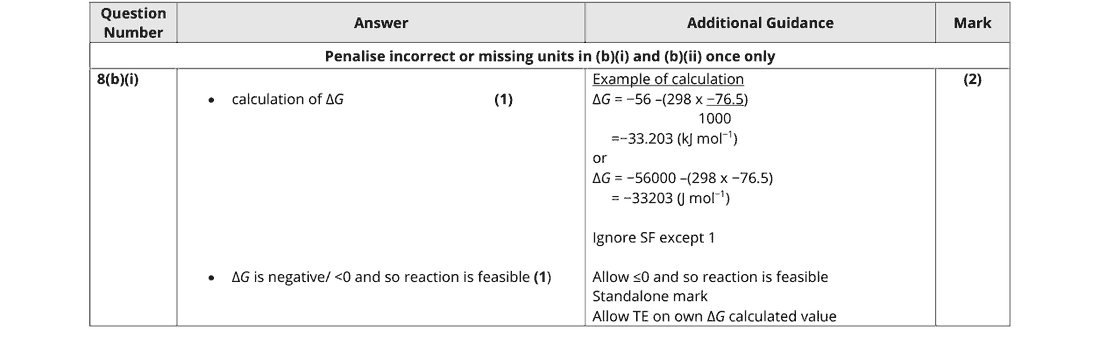 Question Number
Answer
Additional Guidance
Mark
Penalise incorrect or missing units in (b)(i) and (b)(ii) once only
8(b)(i)
• calculation of ΔG (1)
Example of calculation
ΔG = −56 –(298 x −76.5)
1000
=−33.203 (kJ mol⁻¹)
or
ΔG = −56000 –(298 x −76.5)
= −33203 (J mol⁻¹)
Ignore SF except 1
(2)
• ΔG is negative/ <0 and so reaction is feasible (1)
Allow ≤0 and so reaction is feasible
Standalone mark
Allow TE on own ΔG calculated value